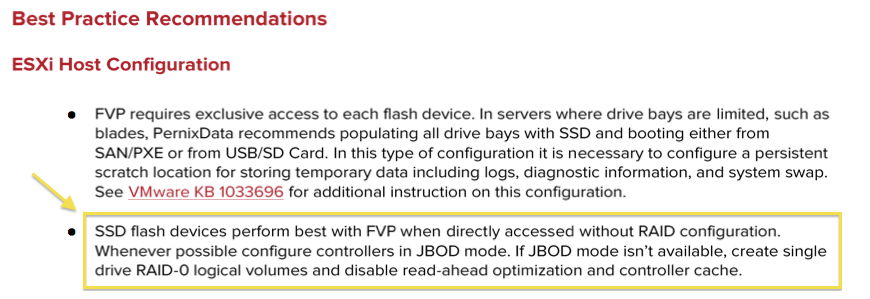 Best Practice Recommendations
ESXi Host Configuration
• FVP requires exclusive access to each flash device. In servers where drive bays are limited, such as
blades, PernixData recommends populating all drive bays with SSD and booting either from
SAN/PXE or from USB/SD Card. In this type of configuration it is necessary to configure a persistent
scratch location for storing temporary data including logs, diagnostic information, and system swap.
See VMware KB 1033696 for additional instruction on this configuration.
• SSD flash devices perform best with FVP when directly accessed without RAID configuration.
Whenever possible configure controllers in JBOD mode. If JBOD mode isn’t available, create single
drive RAID-0 logical volumes and disable read-ahead optimization and controller cache.